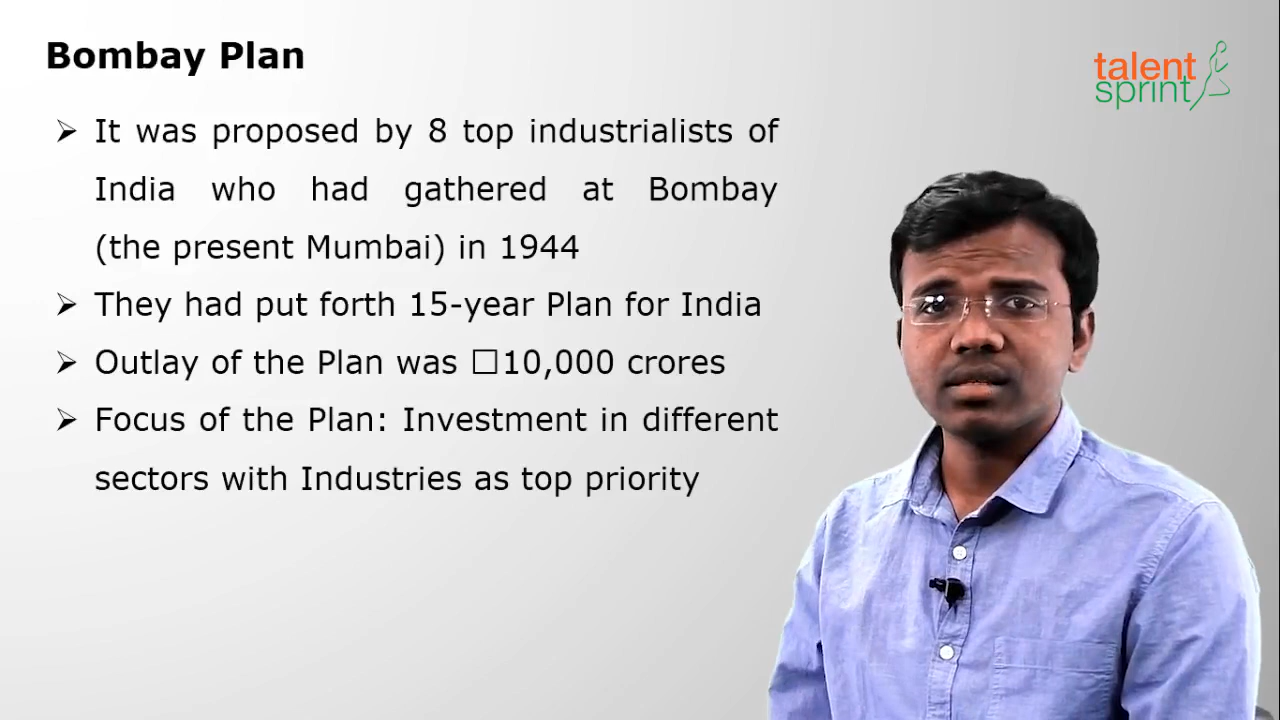 Bombay Plan
talent
sprint
➢ It was proposed by 8 top industrialists of
India who had gathered at Bombay
(the present Mumbai) in 1944
➢ They had put forth 15-year Plan for India
➢ Outlay of the Plan was □10,000 crores
➢ Focus of the Plan: Investment in different
sectors with Industries as top priority